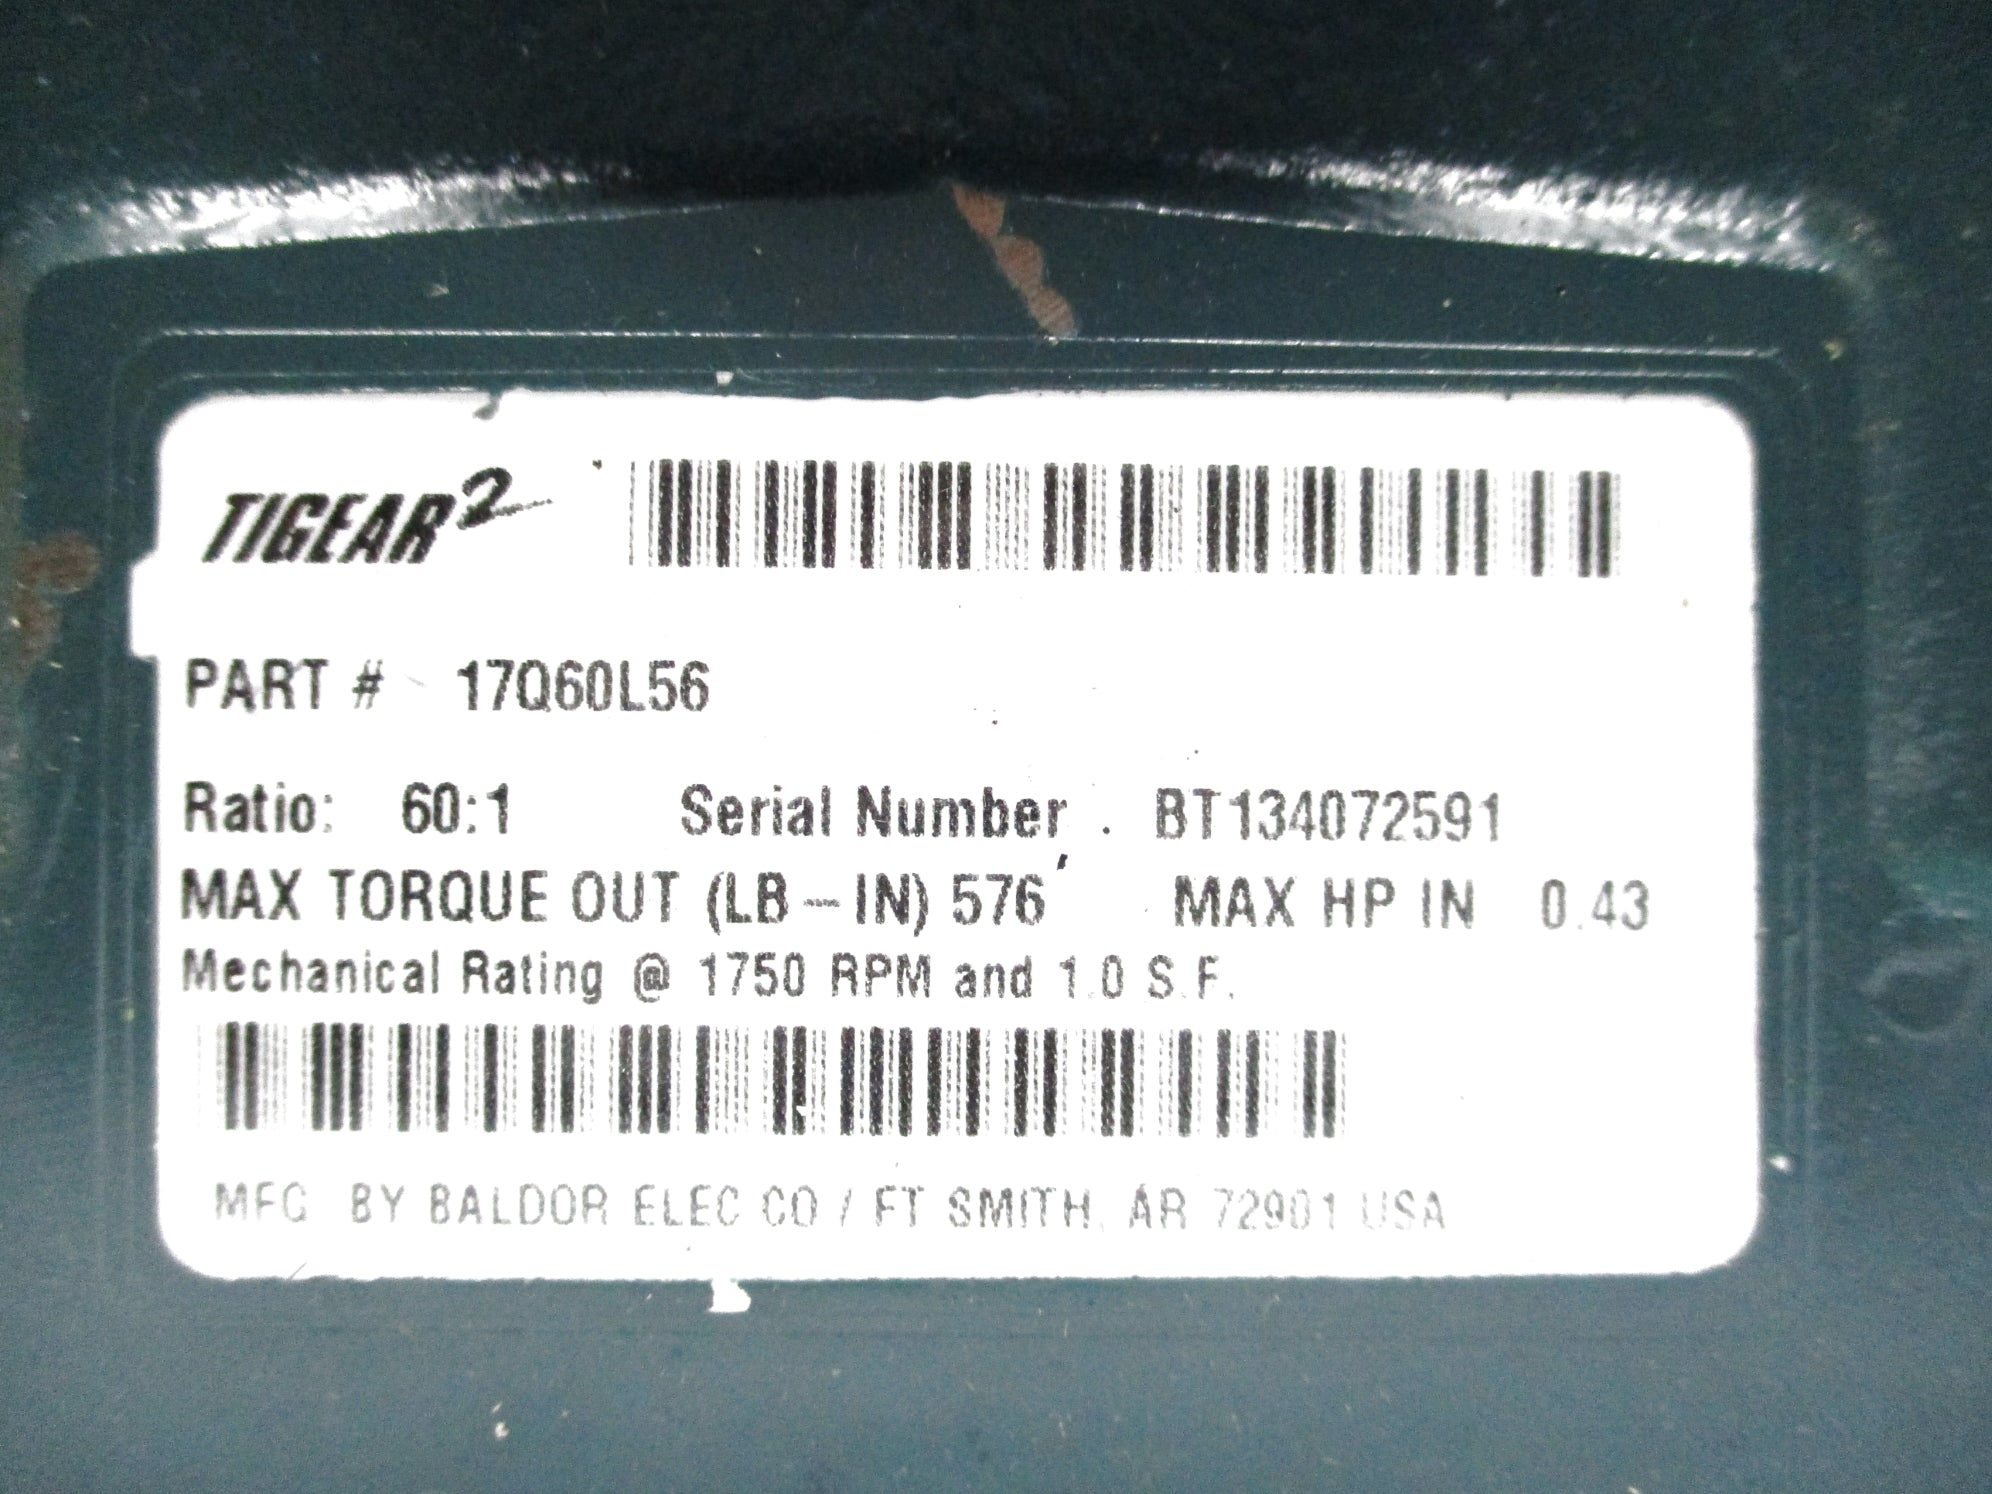 TIGEAR2
PART # 17Q60L56
Ratio: 60:1 Serial Number . BT134072591
MAX TORQUE OUT (LB-IN) 576 MAX HP IN 0.43
Mechanical Rating @ 1750 RPM and 1.0 S.F.
MFG BY BALDOR ELEC CO / FT SMITH, AR 72901 USA